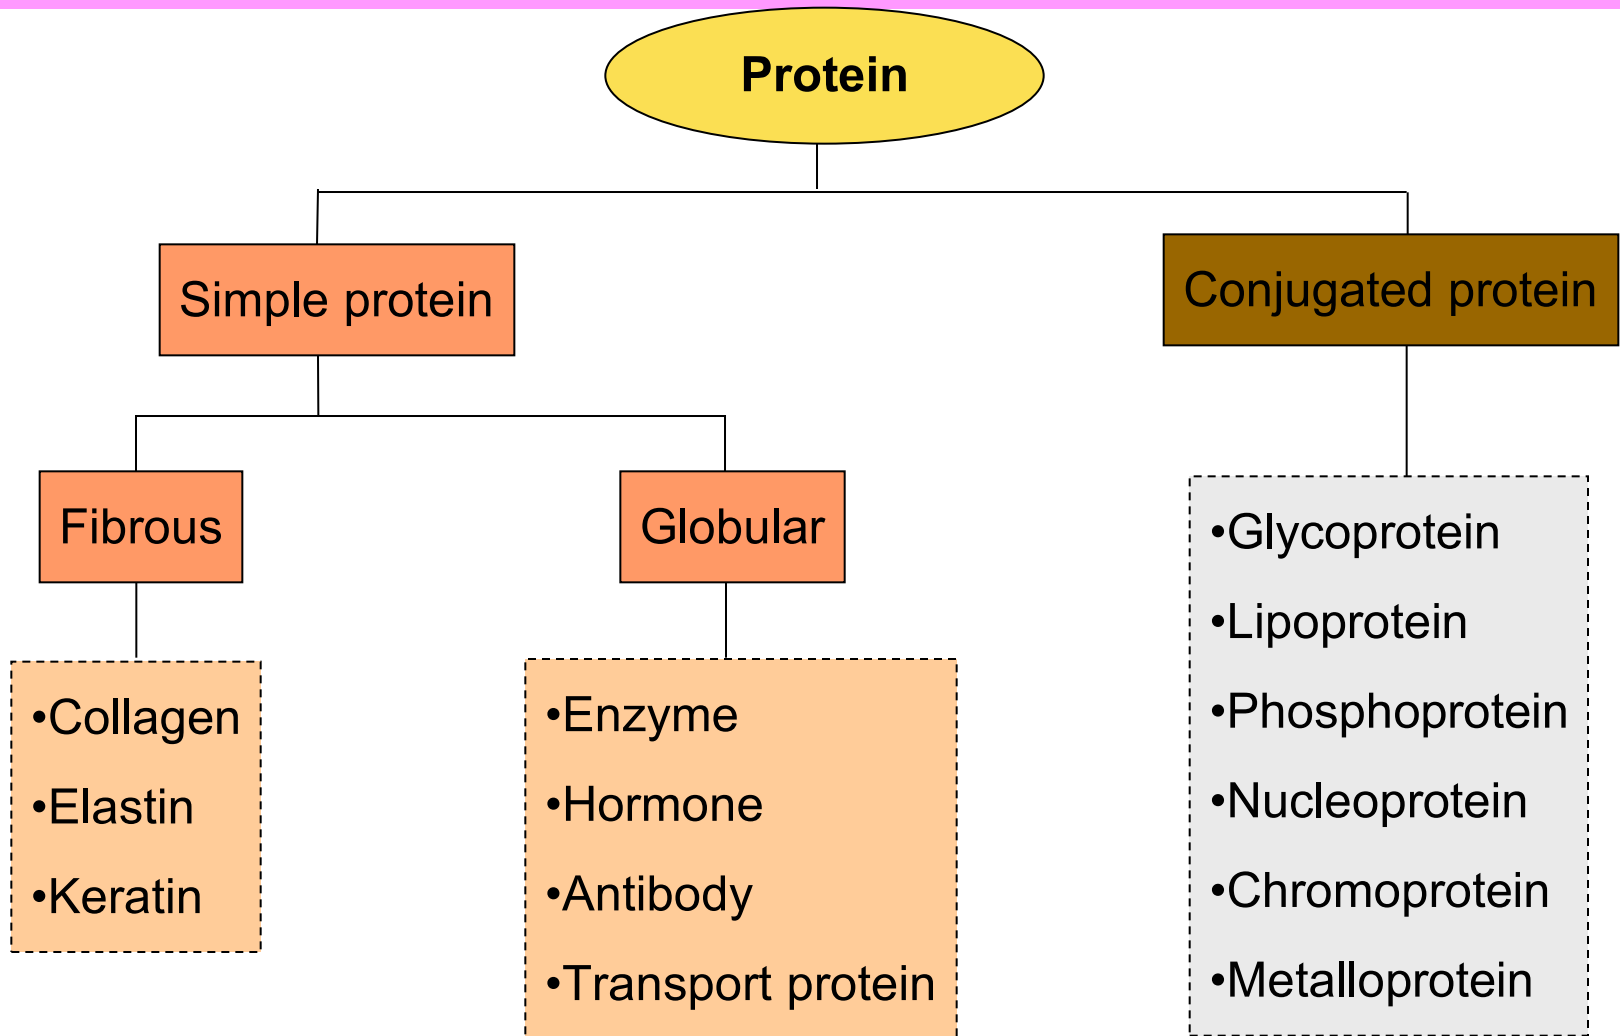 Protein
Simple protein
Conjugated protein
Fibrous
Globular
•Collagen
•Elastin
•Keratin
•Enzyme
•Hormone
•Antibody
•Transport protein
•Glycoprotein
•Lipoprotein
•Phosphoprotein
•Nucleoprotein
•Chromoprotein
•Metalloprotein